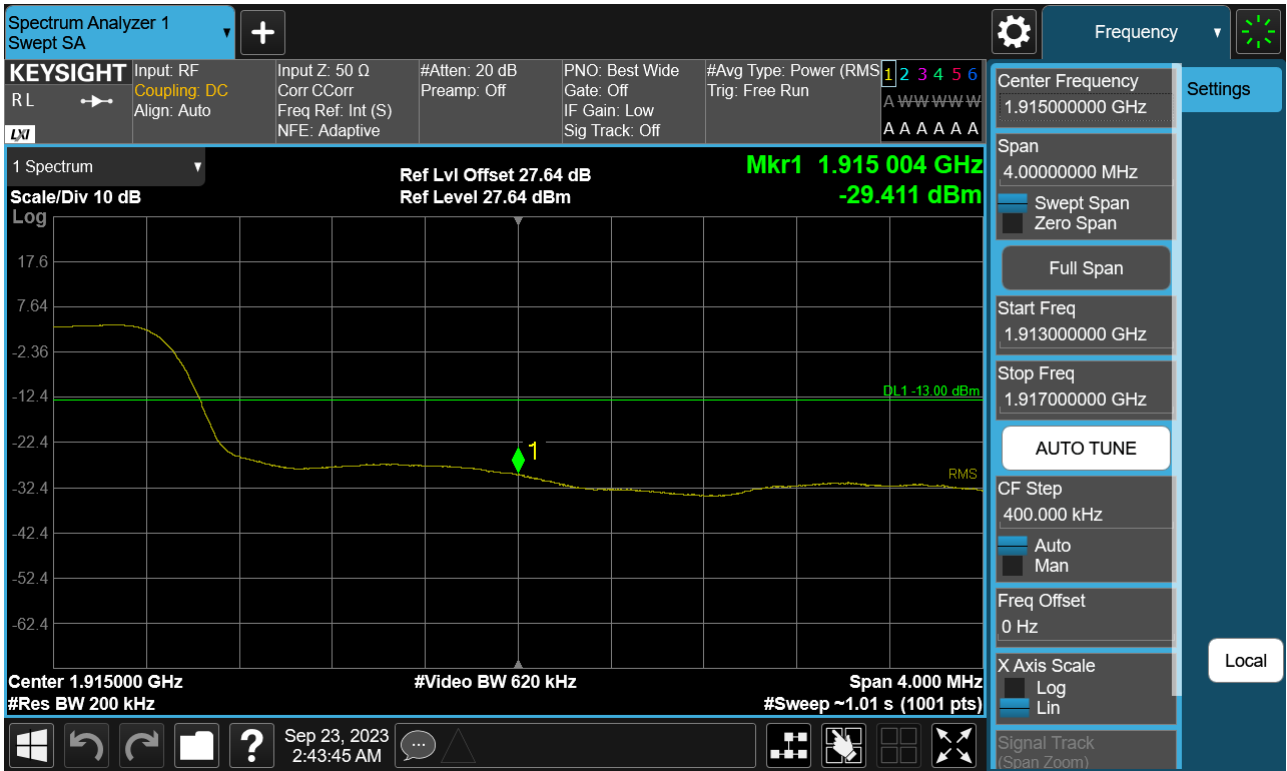 Spectrum Analyzer 1
Swept SA
+
Frequency
KEYSIGHT
R L
LXI
Input: RF
Coupling: DC
Align: Auto
Input Z: 50 Ω
Corr CCorr
Freq Ref: Int (S)
NFE: Adaptive
#Atten: 20 dB
Preamp: Off
PNO: Best Wide
Gate: Off
IF Gain: Low
Sig Track: Off
#Avg Type: Power (RMS
Trig: Free Run
1 2 3 4 5 6
A W W W W W
A A A A A A
1 Spectrum
Scale/Div 10 dB
Log
Ref Lvl Offset 27.64 dB
Ref Level 27.64 dBm
Mkr1 1.915 004 GHz
-29.411 dBm
17.6
7.64
-2.36
-12.4
-22.4
-32.4
-42.4
-52.4
-62.4
DL1 -13.00 dBm
1
RMS
Center 1.915000 GHz
#Res BW 200 kHz
#Video BW 620 kHz
Span 4.000 MHz
#Sweep ~1.01 s (1001 pts)
Center Frequency
1.915000000 GHz
Settings
Span
4.00000000 MHz
Swept Span
Zero Span
Full Span
Start Freq
1.913000000 GHz
Stop Freq
1.917000000 GHz
AUTO TUNE
CF Step
400.000 kHz
Auto
Man
Freq Offset
0 Hz
X Axis Scale
Log
Lin
Local
Signal Track
(Span Zoom)
?
Sep 23, 2023
2:43:45 AM